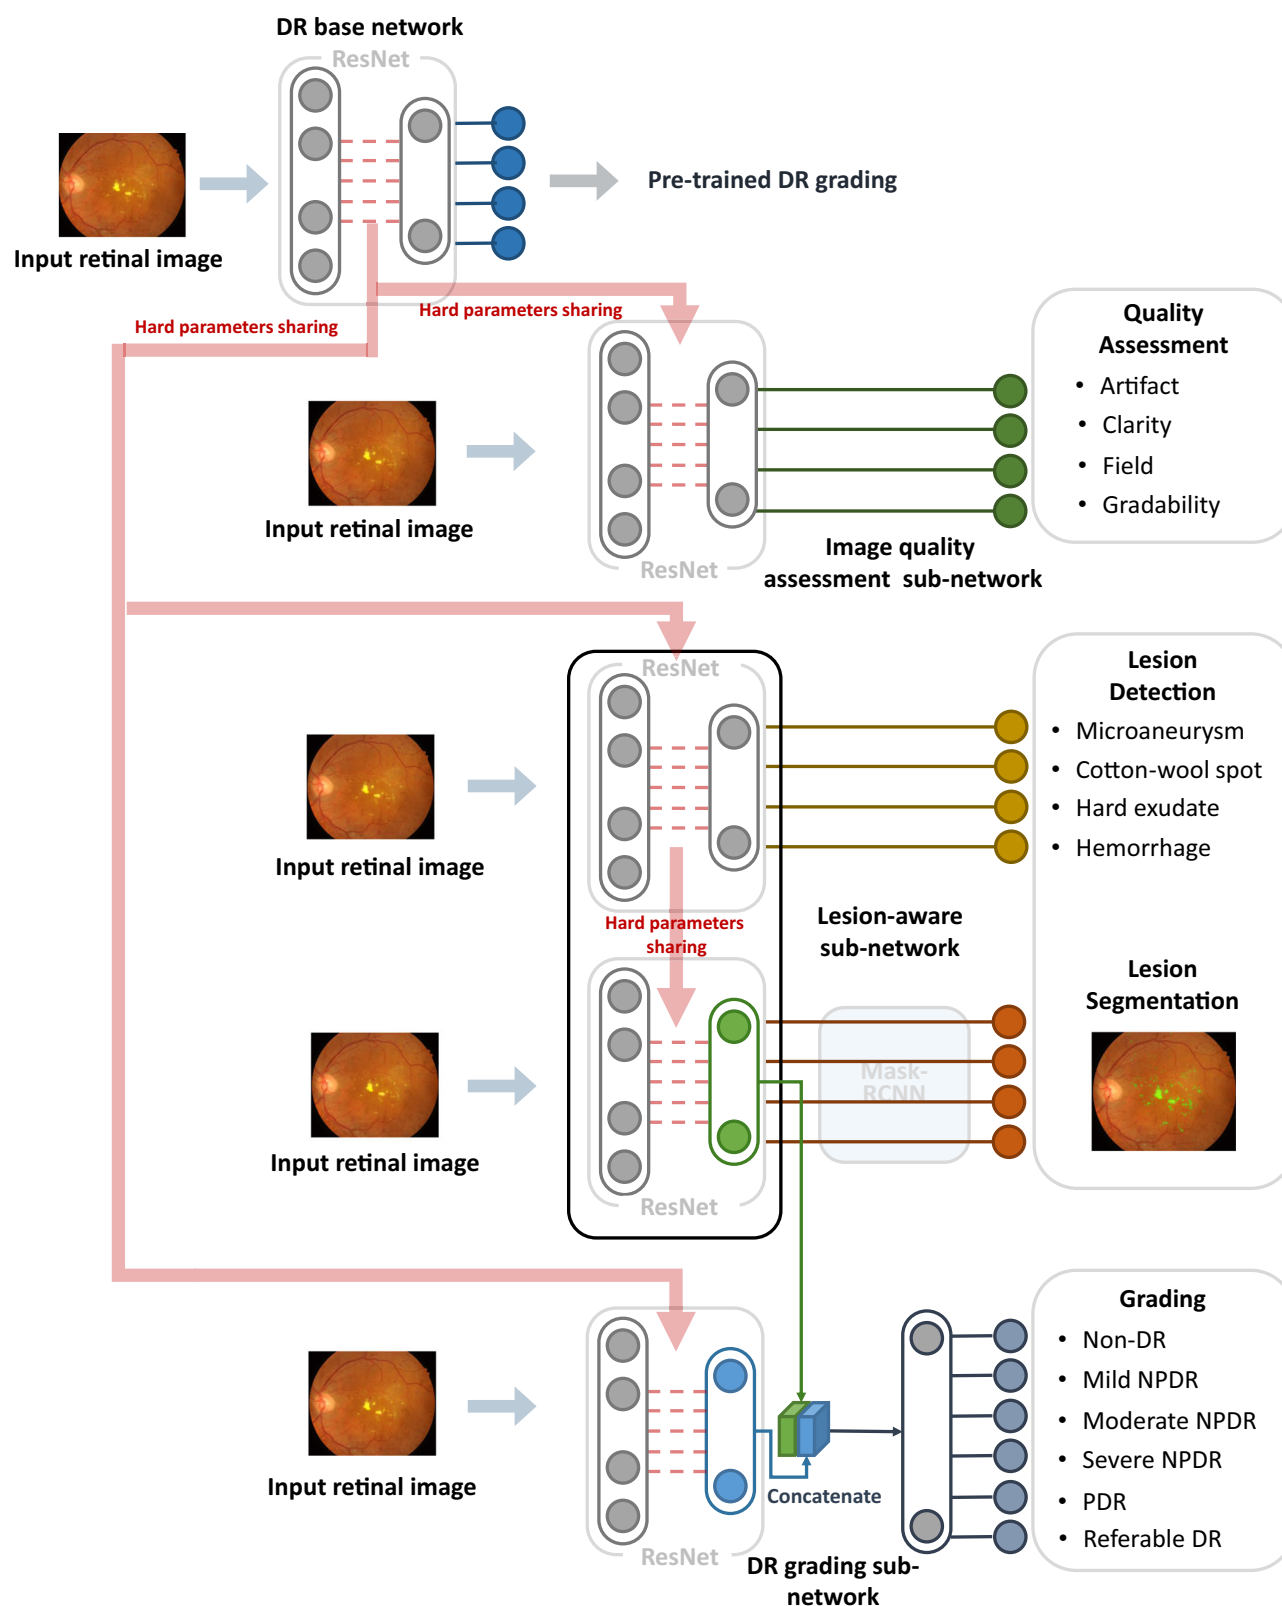 DR base network
ResNet
Input retinal image
Pre-trained DR grading
Hard parameters sharing
Hard parameters sharing
Quality
Assessment
• Artifact
• Clarity
• Field
• Gradability
Input retinal image
Image quality
assessment sub-network
ResNet
ResNet
Lesion
Detection
• Microaneurysm
• Cotton-wool spot
• Hard exudate
• Hemorrhage
Input retinal image
Hard parameters
sharing
Lesion-aware
sub-network
Lesion
Segmentation
Mask-
RCNN
Input retinal image
ResNet
Grading
• Non-DR
• Mild NPDR
• Moderate NPDR
• Severe NPDR
• PDR
• Referable DR
Input retinal image
Concatenate
ResNet
DR grading sub-
network